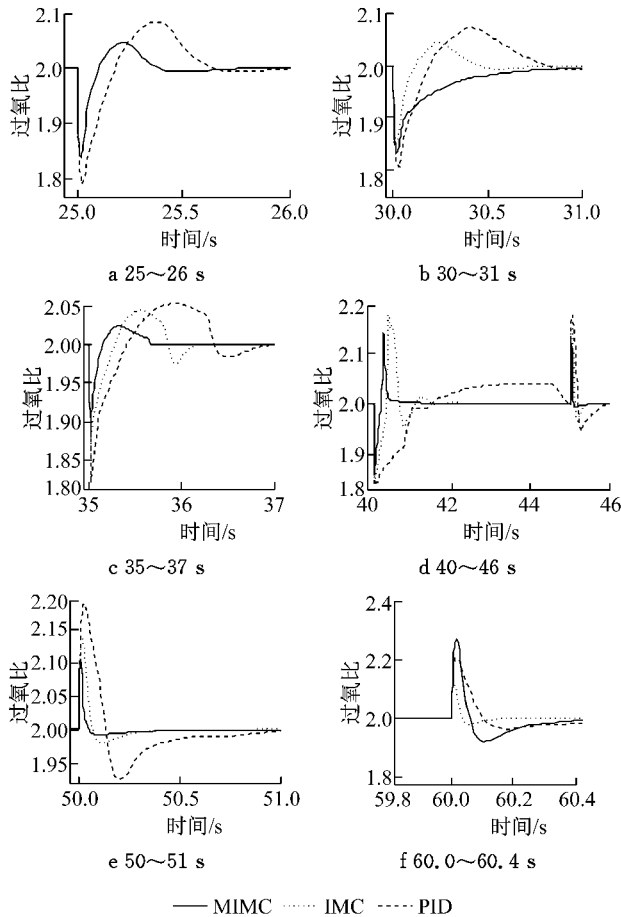 2.1
2.0
1.9
1.8
过氧比
25.0 25.5 26.0
时间/s
a 25～26 s
2.1
2.0
1.9
1.8
过氧比
30.0 30.5 31.0
时间/s
b 30～31 s
2.05
2.00
1.95
1.90
1.85
1.80
过氧比
35 36 37
时间/s
c 35～37 s
2.2
2.1
2.0
1.9
1.8
过氧比
40 42 44 46
时间/s
d 40～46 s
2.20
2.15
2.10
2.05
2.00
1.95
过氧比
50.0 50.5 51.0
时间/s
e 50～51 s
2.4
2.2
2.0
1.8
过氧比
59.8 60.0 60.2 60.4
时间/s
f 60.0～60.4 s
MIMC IMC PID